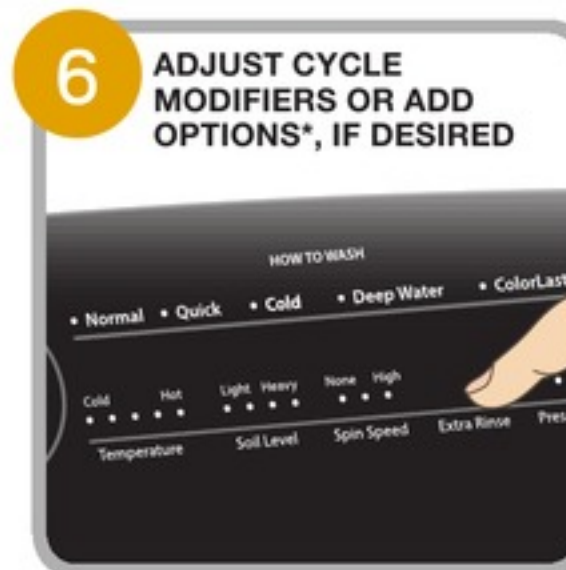 6
ADJUST CYCLE
MODIFIERS OR ADD
OPTIONS*, IF DESIRED
HOW TO WASH
• Normal • Quick • Cold • Deep Water • ColorLast
Cold Hot Light Heavy None High
Temperature Soil Level Spin Speed Extra Rinse Pres